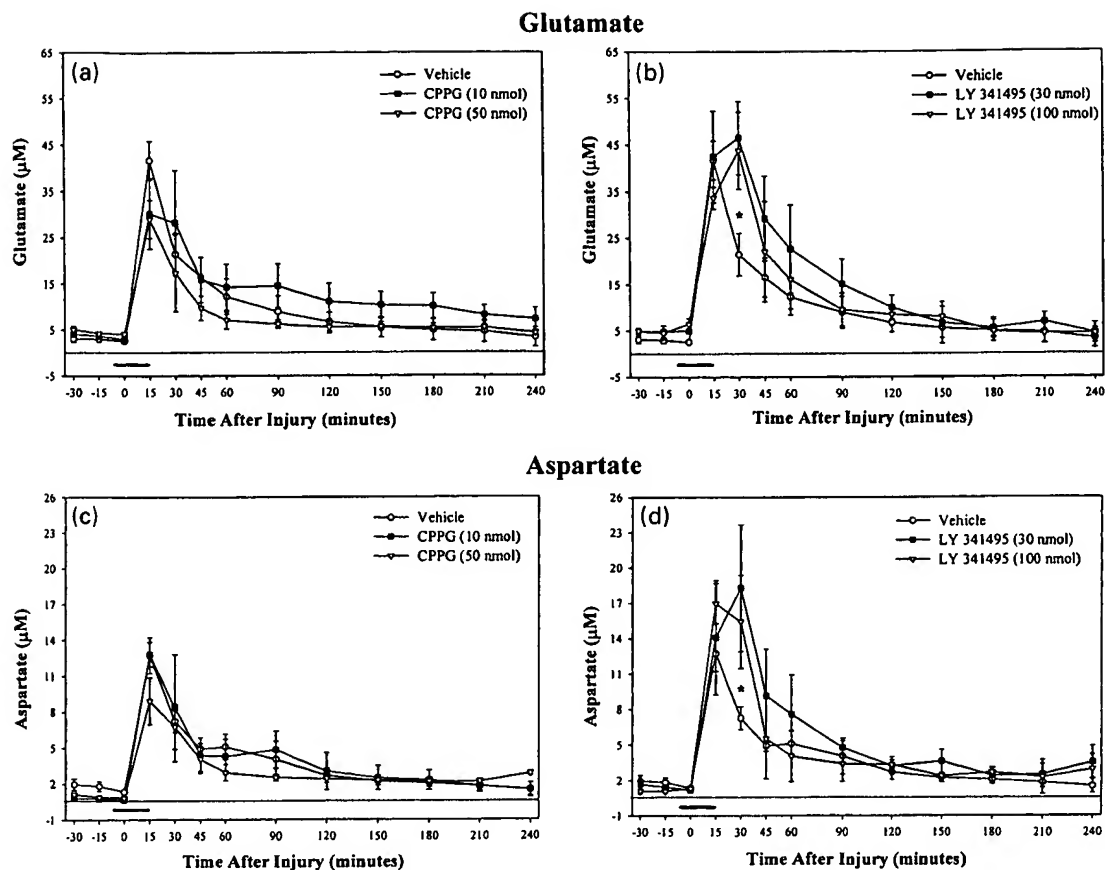 Glutamate
(a)
Vehicle
CPPG (10 nmol)
CPPG (50 nmol)
Glutamate (µM)
65
55
45
35
25
15
5
-5
-30 -15 0 15 30 45 60 90 120 150 180 210 240
Time After Injury (minutes)
(b)
Vehicle
LY 341495 (30 nmol)
LY 341495 (100 nmol)
Glutamate (µM)
65
55
45
35
25
15
5
-5
*
-30 -15 0 15 30 45 60 90 120 150 180 210 240
Time After Injury (minutes)
Aspartate
(c)
Vehicle
CPPG (10 nmol)
CPPG (50 nmol)
Aspartate (µM)
26
23
20
17
14
11
8
5
2
-1
-30 -15 0 15 30 45 60 90 120 150 180 210 240
Time After Injury (minutes)
(d)
Vehicle
LY 341495 (30 nmol)
LY 341495 (100 nmol)
Aspartate (µM)
26
23
20
17
14
11
8
5
2
-1
*
-30 -15 0 15 30 45 60 90 120 150 180 210 240
Time After Injury (minutes)